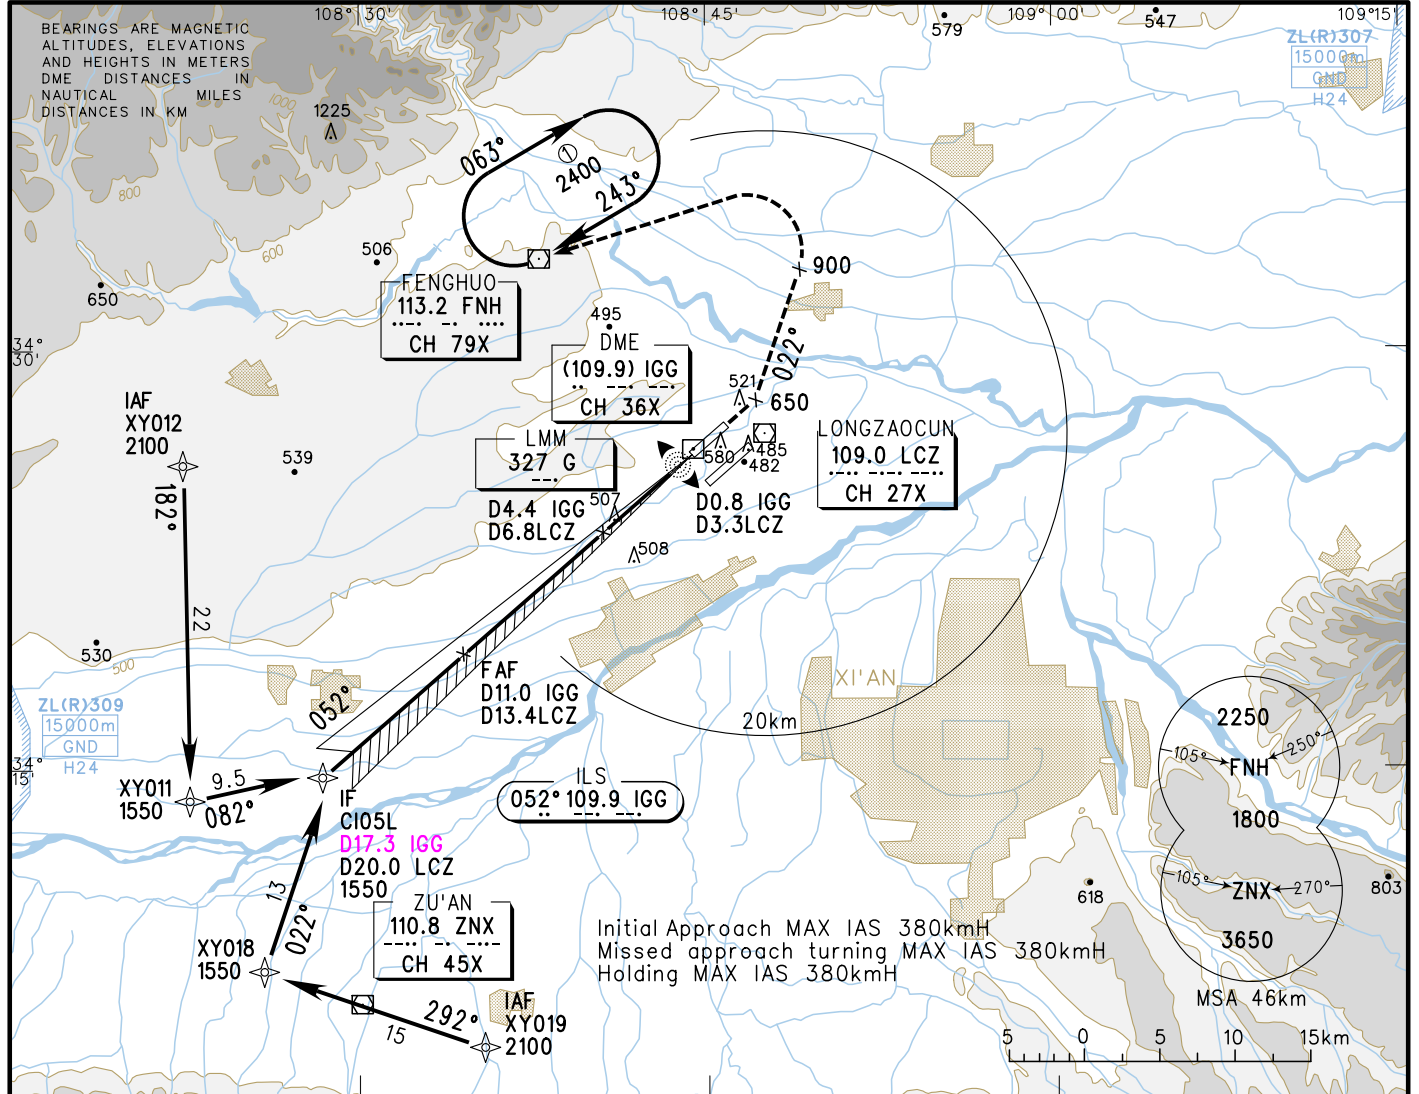 108°30'
108°45'
109°00'
109°15'
BEARINGS ARE MAGNETIC
ALTITUDES, ELEVATIONS
AND HEIGHTS IN METERS
DME DISTANCES IN
NAUTICAL MILES
DISTANCES IN KM
579
547
ZL(R)307
15000m
GND
H24
1000
1225
800
600
063°
1
2400
243°
506
650
FENGHUO
113.2 FNH
CH 79X
900
022°
495
DME
(109.9) IGG
CH 36X
34°
30'
521
650
IAF
XY012
2100
LMM
327 G
LONGZAOCUN
109.0 LCZ
CH 27X
580
485
482
539
182°
D4.4 IGG
D6.8LCZ
507
D0.8 IGG
D3.3LCZ
508
22
530
500
FAF
D11.0 IGG
D13.4LCZ
052°
XI'AN
20km
ZL(R)309
15000m
GND
H24
2250
105°
250°
FNH
1800
34°
15'
XY011
1550
9.5
082°
IF
CI05L
D17.3 IGG
D20.0 LCZ
1550
ILS
052° 109.9 IGG
105°
ZNX
270°
3650
MSA 46km
803
618
13
022°
ZU'AN
110.8 ZNX
CH 45X
XY018
1550
Initial Approach MAX IAS 380kmH
Missed approach turning MAX IAS 380kmH
Holding MAX IAS 380kmH
292°
15
IAF
XY019
2100
5 0 5 10 15km